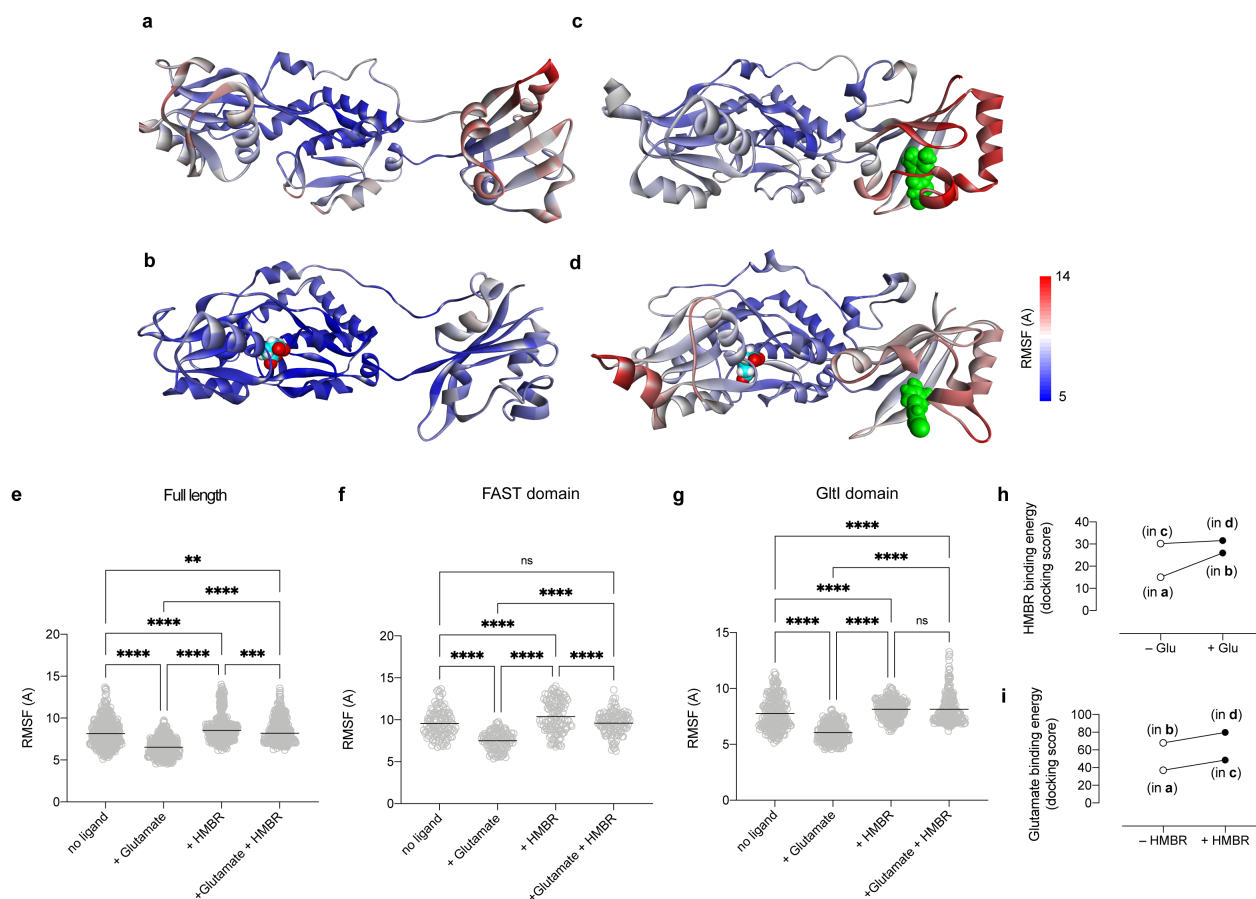 a
c
b
d
14
RMSF (A)
5
e
Full length
f
FAST domain
g
GltI domain
h
**
****
****
****
****
***
20
15
10
5
0
RMSF (A)
no ligand
+ Glutamate
+ HMBR
+Glutamate + HMBR
ns
****
****
****
****
****
20
15
10
5
0
RMSF (A)
no ligand
+ Glutamate
+ HMBR
+Glutamate + HMBR
****
****
****
****
****
ns
15
10
5
0
RMSF (A)
no ligand
+ Glutamate
+ HMBR
+Glutamate + HMBR
HMBR binding energy
(docking score)
40
30
20
10
0
(in c)
(in d)
(in a)
(in b)
– Glu
+ Glu
i
Glutamate binding energy
(docking score)
100
80
60
40
20
0
(in b)
(in d)
(in a)
(in c)
– HMBR
+ HMBR